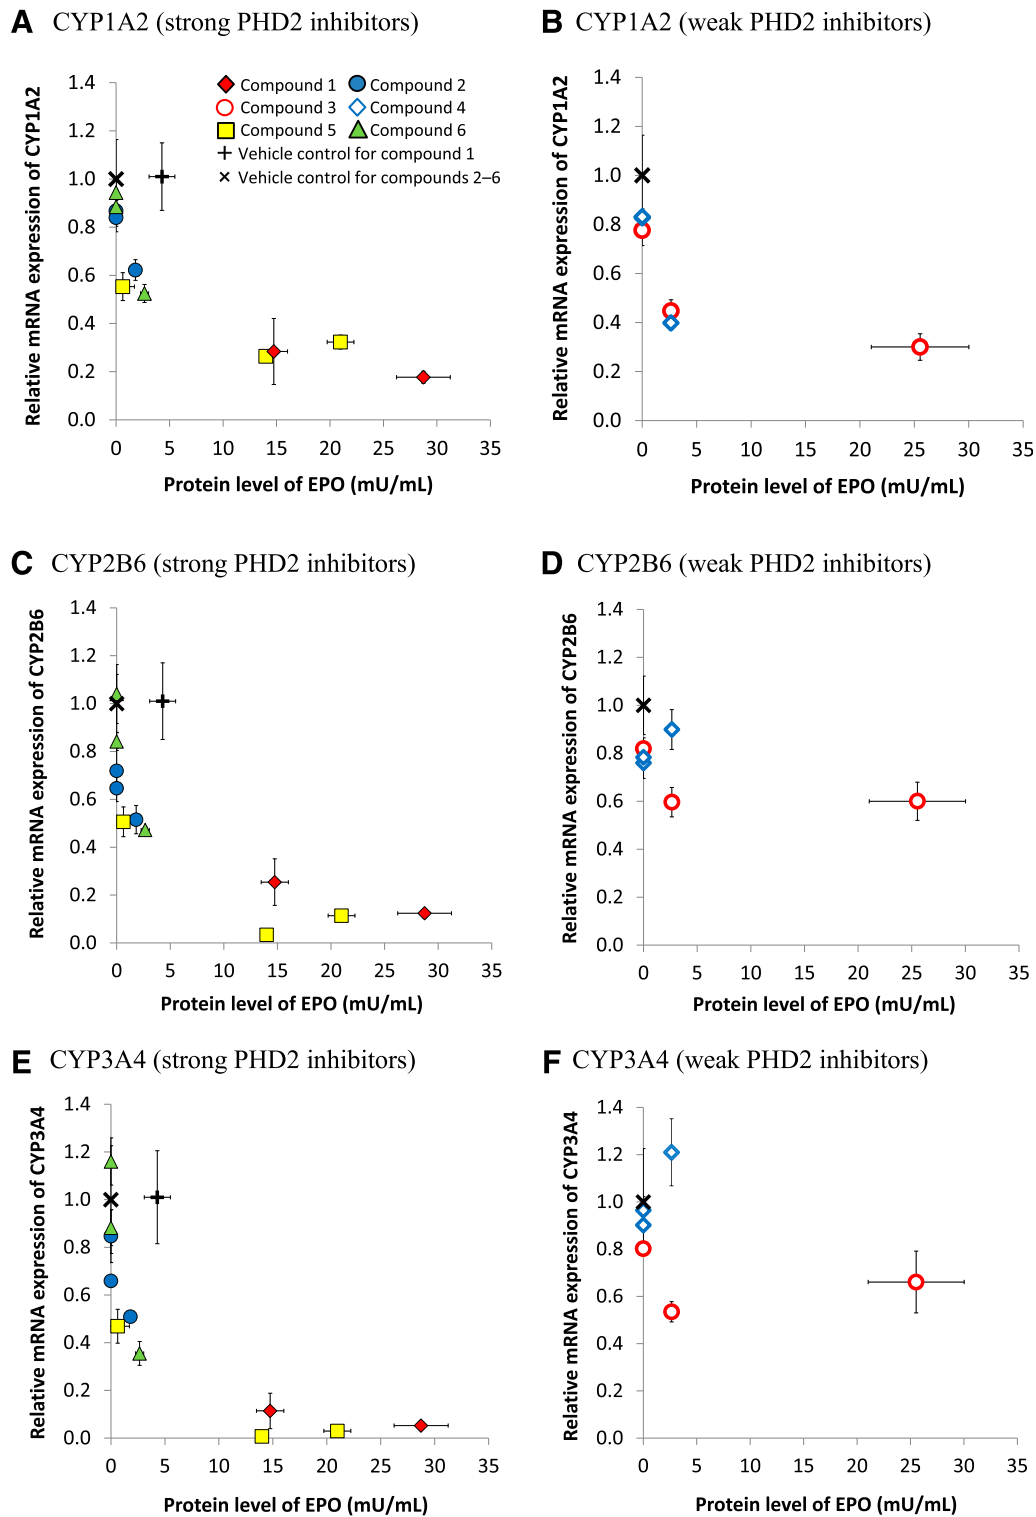 A CYP1A2 (strong PHD2 inhibitors)
Relative mRNA expression of CYP1A2
1.4
1.2
1.0
0.8
0.6
0.4
0.2
0.0
Compound 1 Compound 2
Compound 3 Compound 4
Compound 5 Compound 6
Vehicle control for compound 1
Vehicle control for compounds 2–6
0 5 10 15 20 25 30 35
Protein level of EPO (mU/mL)
B CYP1A2 (weak PHD2 inhibitors)
Relative mRNA expression of CYP1A2
1.4
1.2
1.0
0.8
0.6
0.4
0.2
0.0
0 5 10 15 20 25 30 35
Protein level of EPO (mU/mL)
C CYP2B6 (strong PHD2 inhibitors)
Relative mRNA expression of CYP2B6
1.4
1.2
1.0
0.8
0.6
0.4
0.2
0.0
0 5 10 15 20 25 30 35
Protein level of EPO (mU/mL)
D CYP2B6 (weak PHD2 inhibitors)
Relative mRNA expression of CYP2B6
1.4
1.2
1.0
0.8
0.6
0.4
0.2
0.0
0 5 10 15 20 25 30 35
Protein level of EPO (mU/mL)
E CYP3A4 (strong PHD2 inhibitors)
Relative mRNA expression of CYP3A4
1.4
1.2
1.0
0.8
0.6
0.4
0.2
0.0
0 5 10 15 20 25 30 35
Protein level of EPO (mU/mL)
F CYP3A4 (weak PHD2 inhibitors)
Relative mRNA expression of CYP3A4
1.4
1.2
1.0
0.8
0.6
0.4
0.2
0.0
0 5 10 15 20 25 30 35
Protein level of EPO (mU/mL)